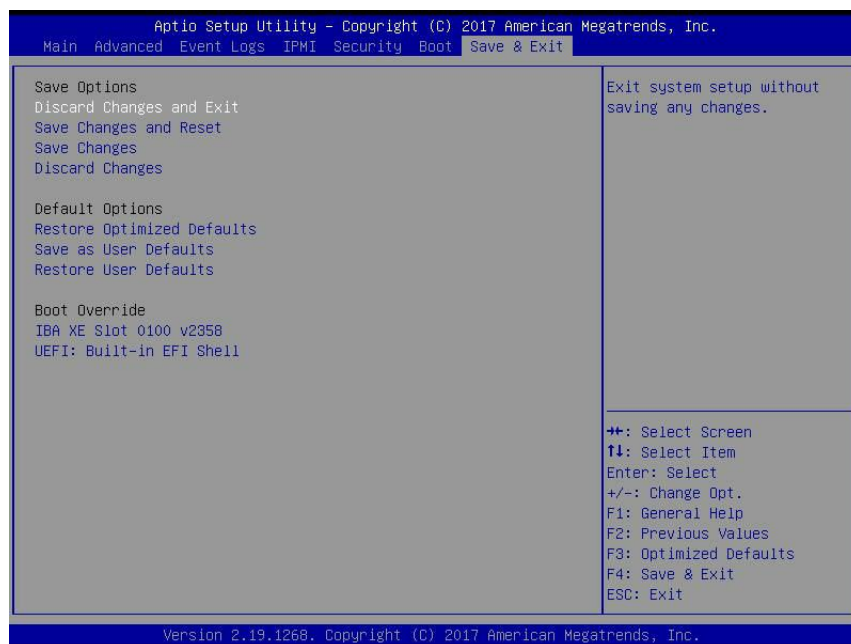 Aptio Setup Utility – Copyright (C) 2017 American Megatrends, Inc.
Main Advanced Event Logs IPMI Security Boot Save & Exit
Save Options
Discard Changes and Exit
Save Changes and Reset
Save Changes
Discard Changes
Default Options
Restore Optimized Defaults
Save as User Defaults
Restore User Defaults
Boot Override
IBA XE Slot 0100 v2358
UEFI: Built-in EFI Shell
Exit system setup without
saving any changes.
→←: Select Screen
↑↓: Select Item
Enter: Select
+/-: Change Opt.
F1: General Help
F2: Previous Values
F3: Optimized Defaults
F4: Save & Exit
ESC: Exit
Version 2.19.1268. Copyright (C) 2017 American Megatrends, Inc.